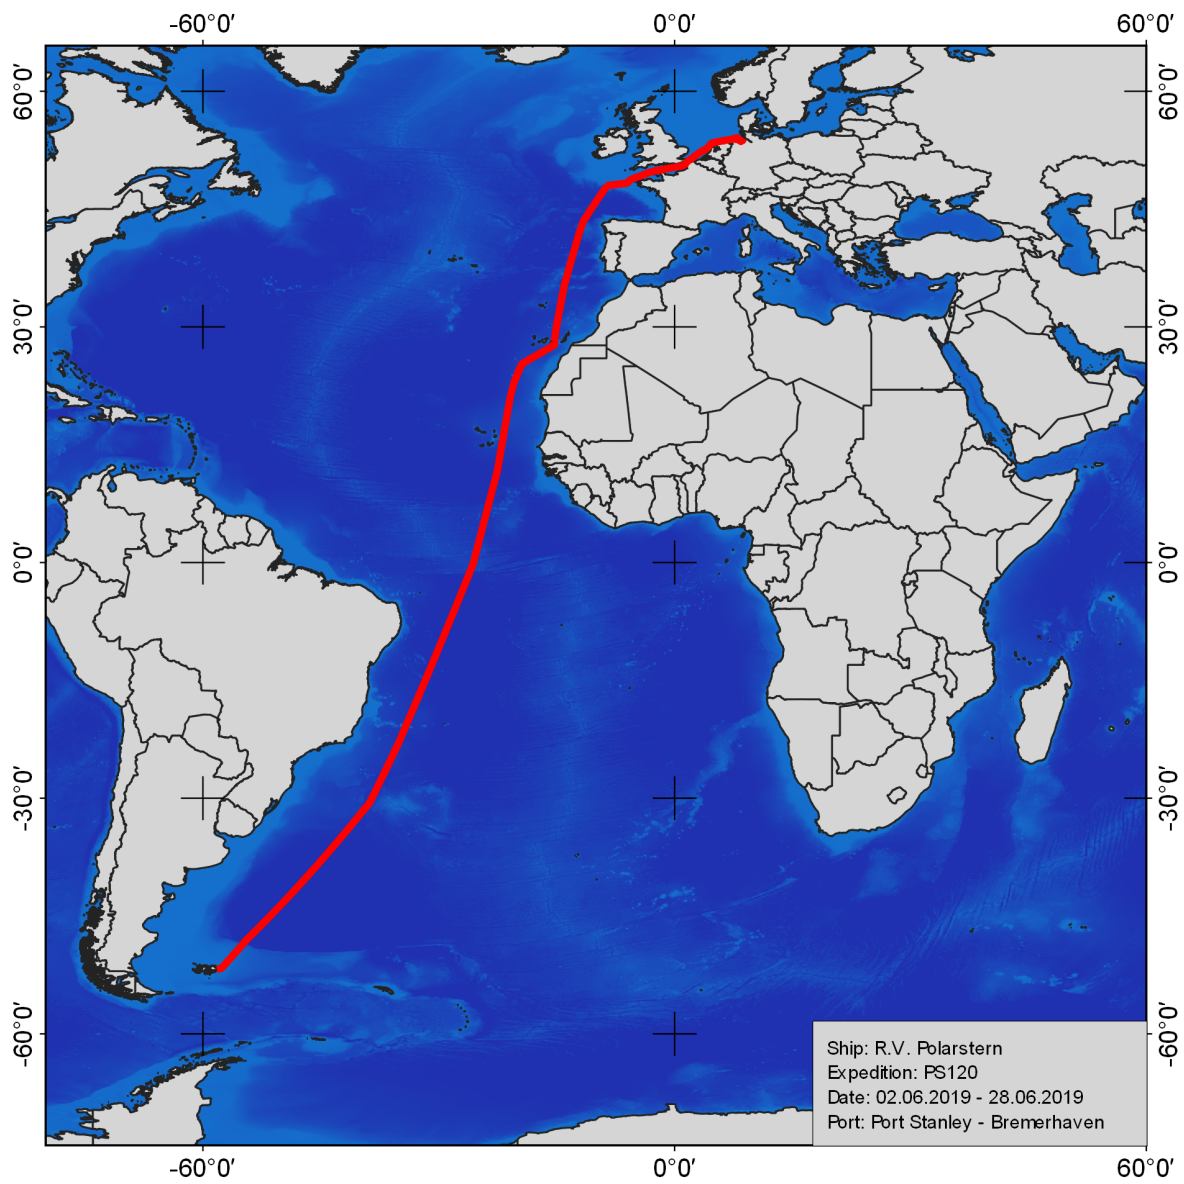 -60°0′ 0°0′ 60°0′
60°0′ 60°0′
30°0′ 30°0′
0°0′ 0°0′
-30°0′ -30°0′
-60°0′ -60°0′
Ship: R.V. Polarstern
Expedition: PS120
Date: 02.06.2019 - 28.06.2019
Port: Port Stanley - Bremerhaven
-60°0′ 0°0′ 60°0′